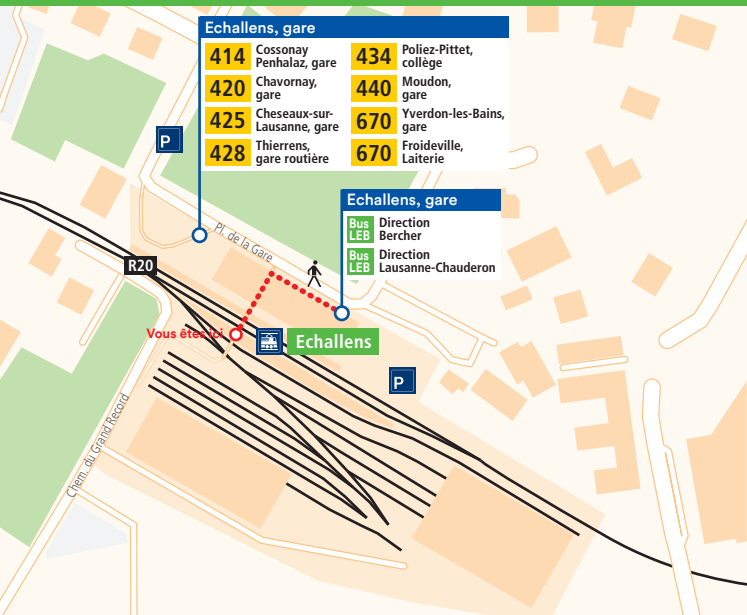 Echallens, gare
414 Cossonay
Penhalaz, gare
420 Chavornay,
gare
425 Cheseaux-sur-
Lausanne, gare
428 Thierrens,
gare routière
434 Poliez-Pittet,
collège
440 Moudon,
gare
670 Yverdon-les-Bains,
gare
670 Froideville,
Laiterie
P
Echallens, gare
Bus LEB Direction
Bercher
Bus LEB Direction
Lausanne-Chauderon
Pl. de la Gare
R20
Vous êtes ici
Echallens
P
Chem. du Grand Record